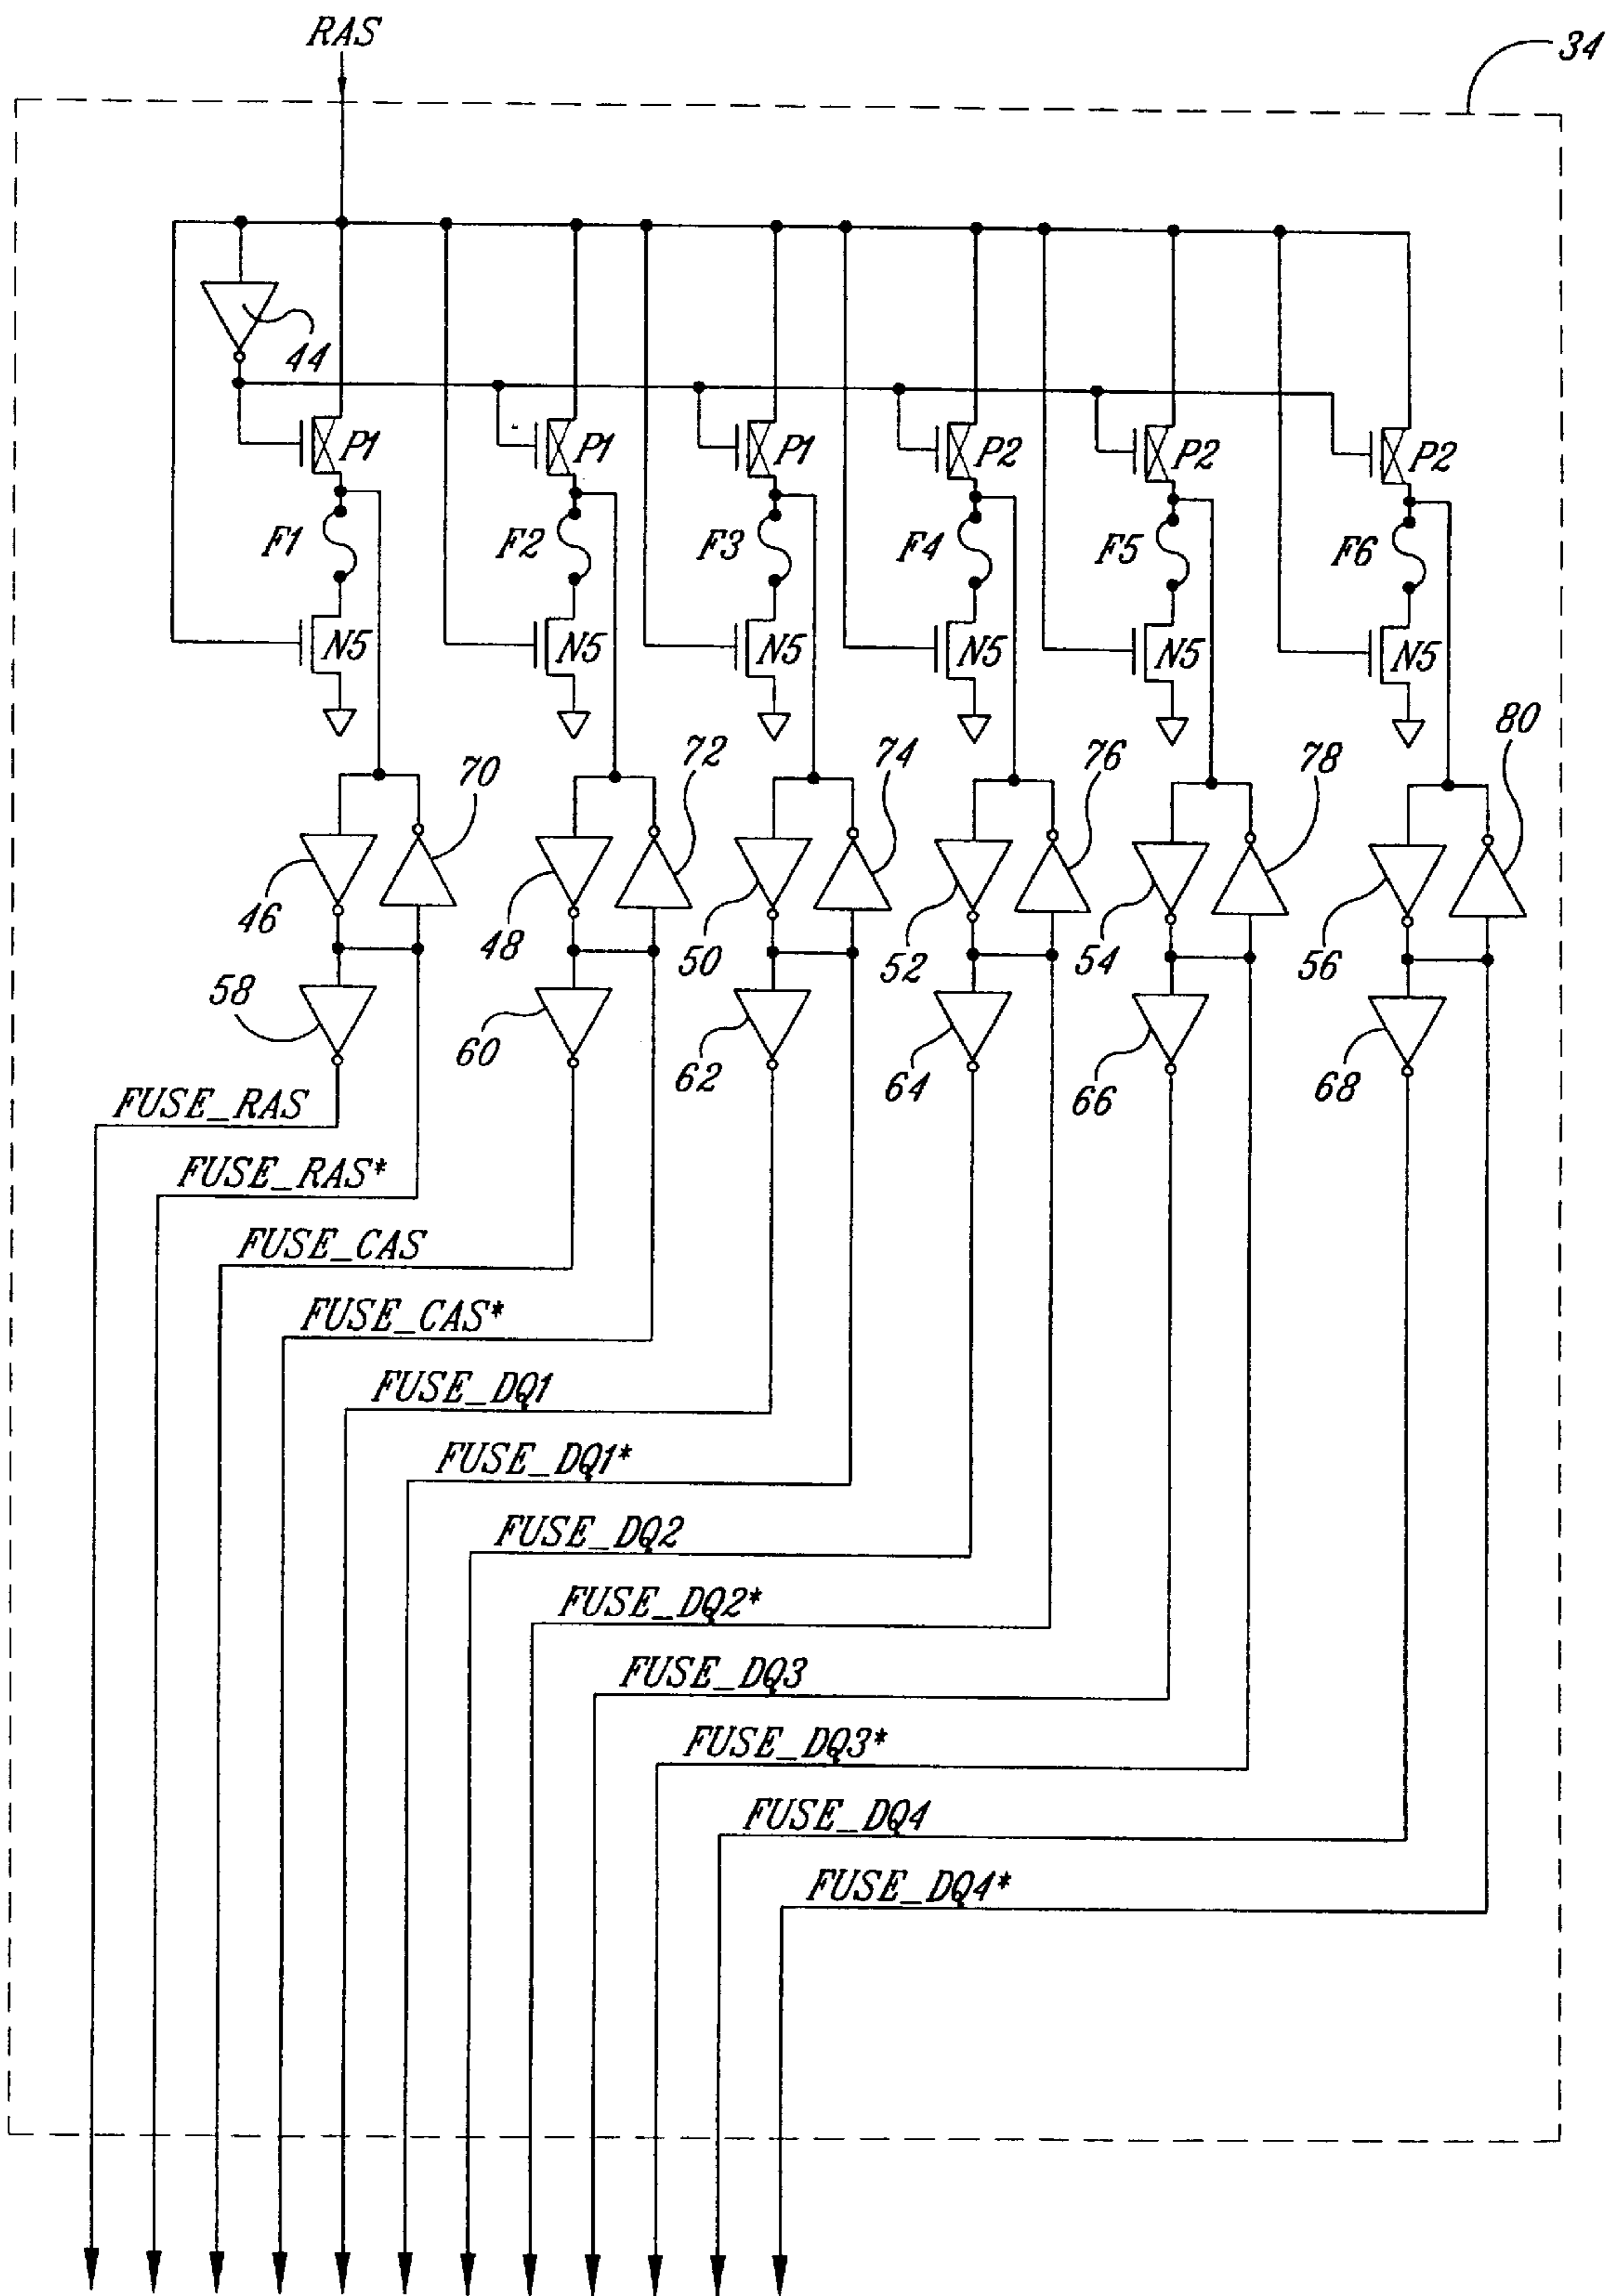 RAS
34
44
P1 P1 P1 P2 P2 P2
F1 F2 F3 F4 F5 F6
N5 N5 N5 N5 N5 N5
70 72 74 76 78 80
46 48 50 52 54 56
58 60 62 64 66 68
FUSE_RAS
FUSE_RAS*
FUSE_CAS
FUSE_CAS*
FUSE_DQ1
FUSE_DQ1*
FUSE_DQ2
FUSE_DQ2*
FUSE_DQ3
FUSE_DQ3*
FUSE_DQ4
FUSE_DQ4*